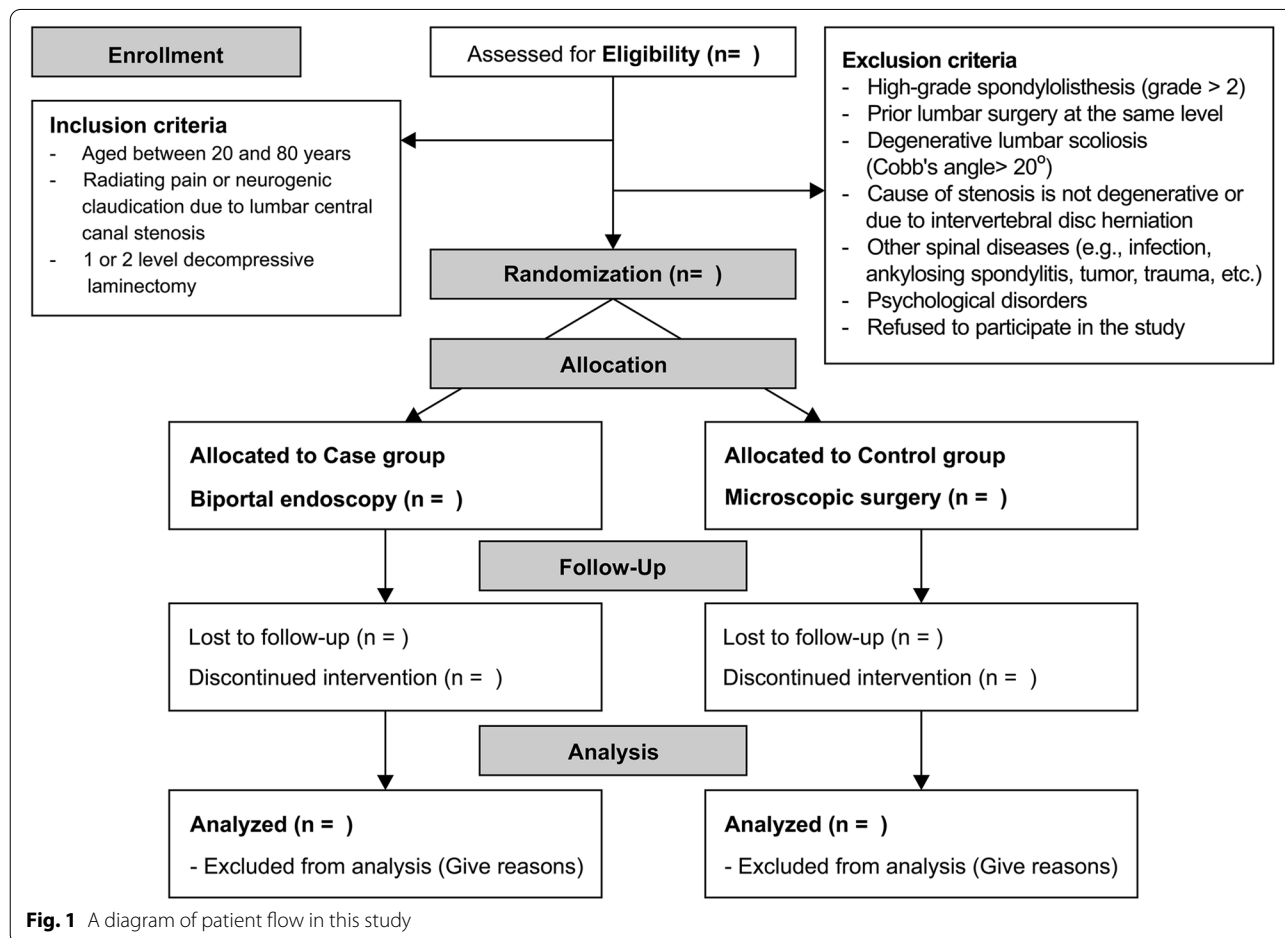 Enrollment
Assessed for Eligibility (n= )
Inclusion criteria
- Aged between 20 and 80 years
- Radiating pain or neurogenic
claudication due to lumbar central
canal stenosis
- 1 or 2 level decompressive
laminectomy
Exclusion criteria
- High-grade spondylolisthesis (grade > 2)
- Prior lumbar surgery at the same level
- Degenerative lumbar scoliosis
(Cobb's angle> 20°)
- Cause of stenosis is not degenerative or
due to intervertebral disc herniation
- Other spinal diseases (e.g., infection,
ankylosing spondylitis, tumor, trauma, etc.)
- Psychological disorders
- Refused to participate in the study
Randomization (n= )
Allocation
Allocated to Case group
Biportal endoscopy (n = )
Allocated to Control group
Microscopic surgery (n = )
Follow-Up
Lost to follow-up (n = )
Discontinued intervention (n = )
Lost to follow-up (n = )
Discontinued intervention (n = )
Analysis
Analyzed (n = )
- Excluded from analysis (Give reasons)
Analyzed (n = )
- Excluded from analysis (Give reasons)
Fig. 1 A diagram of patient flow in this study